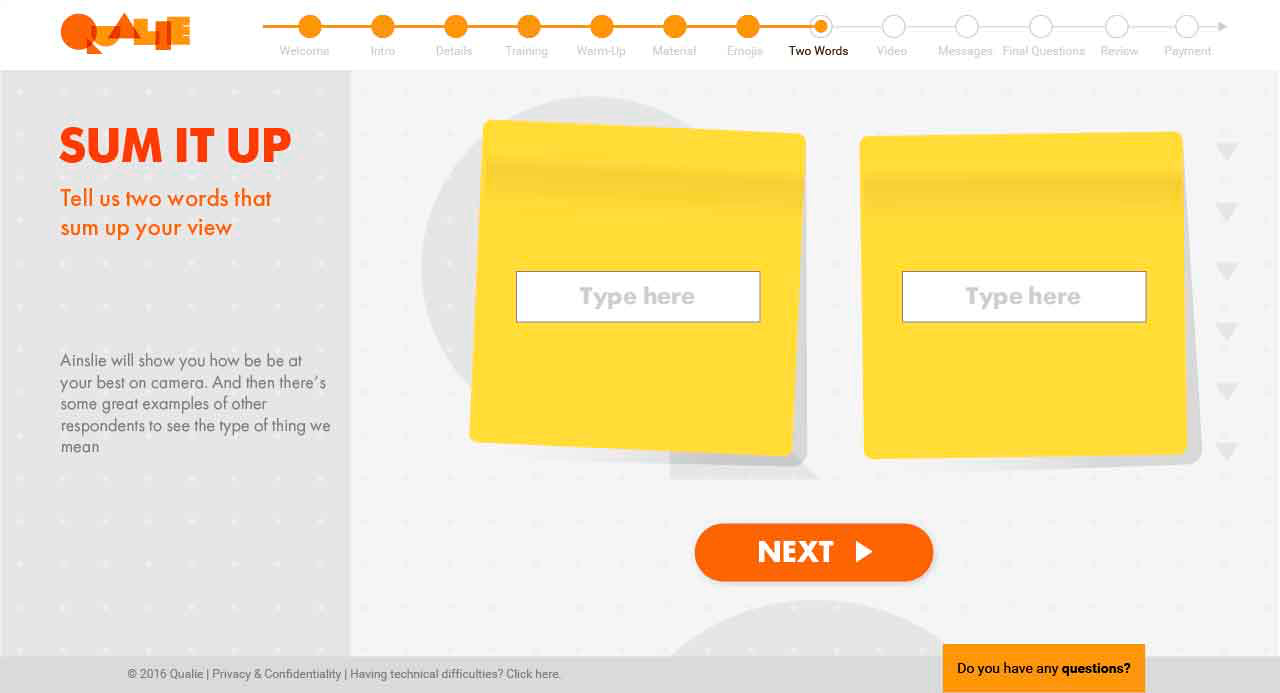 QUALIE
Welcome
Intro
Details
Training
Warm-Up
Material
Emojis
Two Words
Video
Messages
Final Questions
Review
Payment
SUM IT UP
Tell us two words that
sum up your view
Ainslie will show you how be be at
your best on camera. And then there's
some great examples of other
respondents to see the type of thing we
mean
Type here
Type here
NEXT
© 2016 Qualie | Privacy & Confidentiality | Having technical difficulties? Click here.
Do you have any questions?